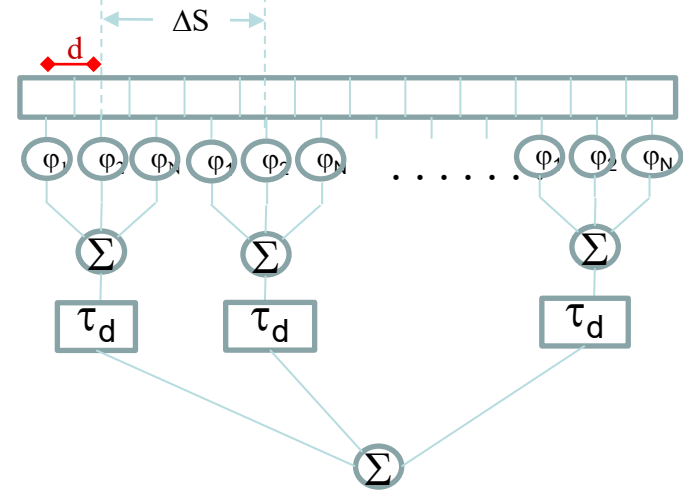 ΔS
d
φ₁ φ₂ φN φ₁ φ₂ φN . . . . . . . φ₁ φ₂ φN
Σ Σ Σ
τd τd τd
Σ